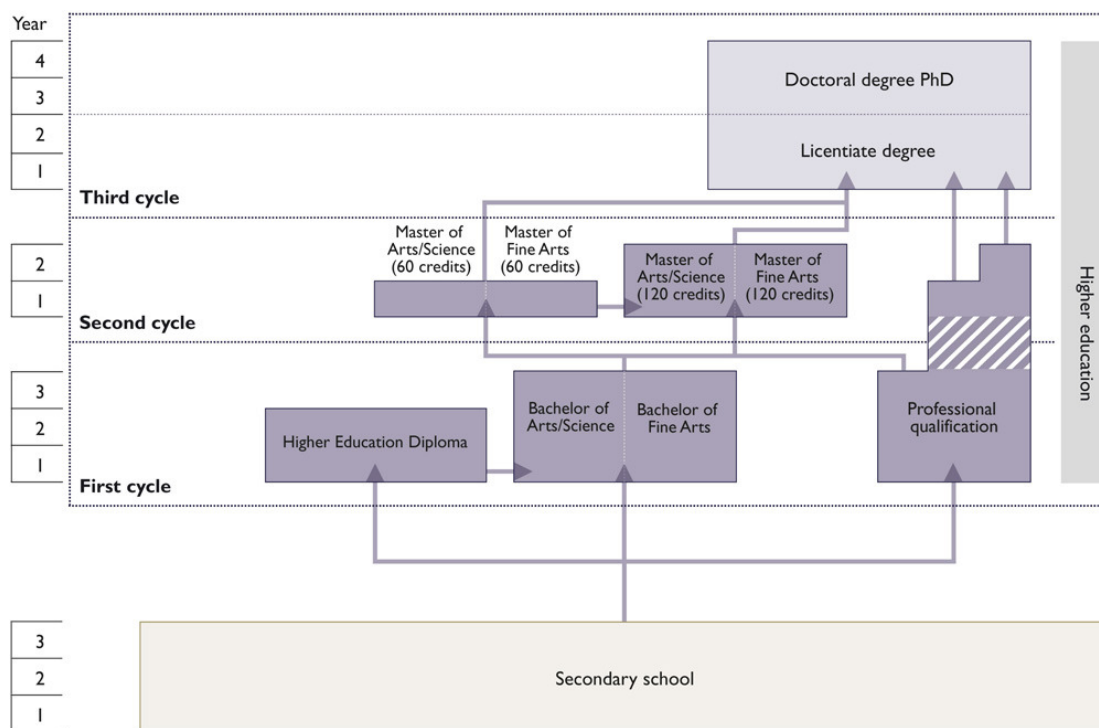 Year
4
3
2
1
Doctoral degree PhD
Licentiate degree
Third cycle
Master of
Arts/Science
(60 credits)
Master of
Fine Arts
(60 credits)
2
1
Master of
Arts/Science
(120 credits)
Master of
Fine Arts
(120 credits)
Second cycle
Higher education
3
2
1
Higher Education Diploma
Bachelor of
Arts/Science
Bachelor of
Fine Arts
Professional
qualification
First cycle
3
2
1
Secondary school